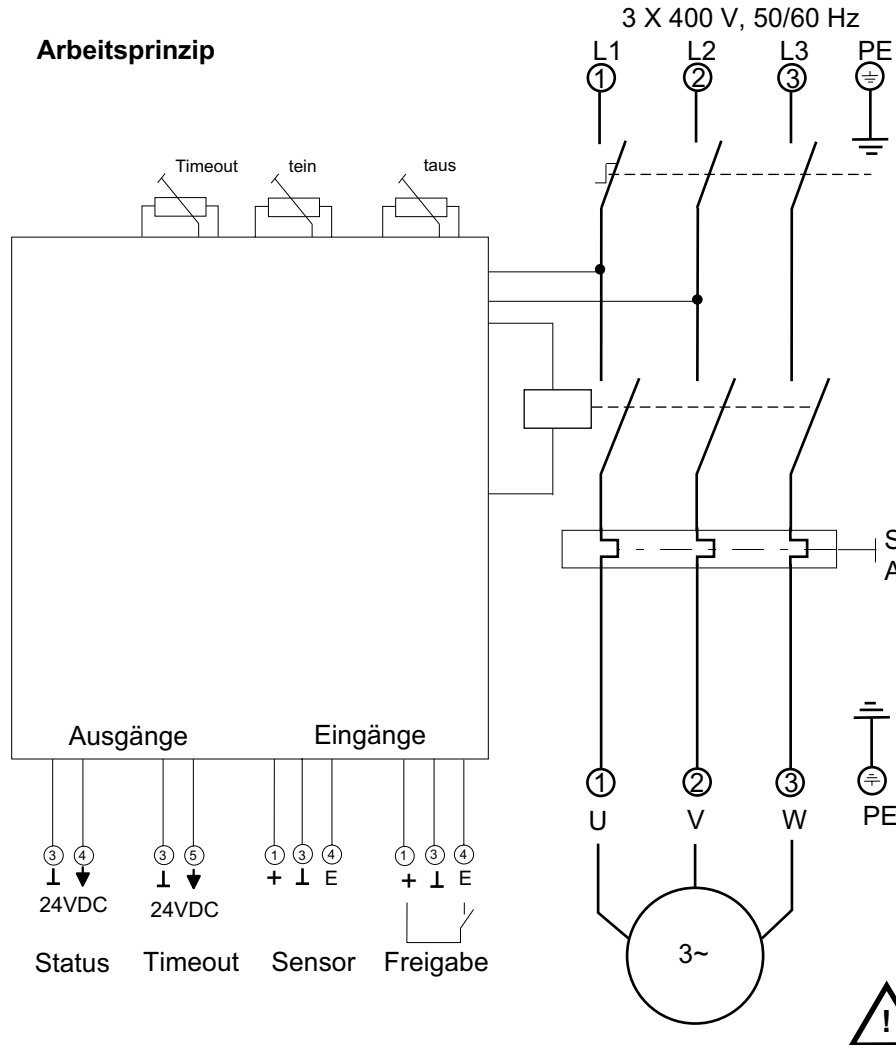 3 X 400 V, 50/60 Hz
Arbeitsprinzip
L1 L2 L3 PE
1 2 3
Timeout tein taus
S
A
Ausgänge Eingänge
1 2 3
U V W PE
3 4 3 5 1 3 4 1 3 4
+ E + E
24VDC 24VDC
Status Timeout Sensor Freigabe
3~
!